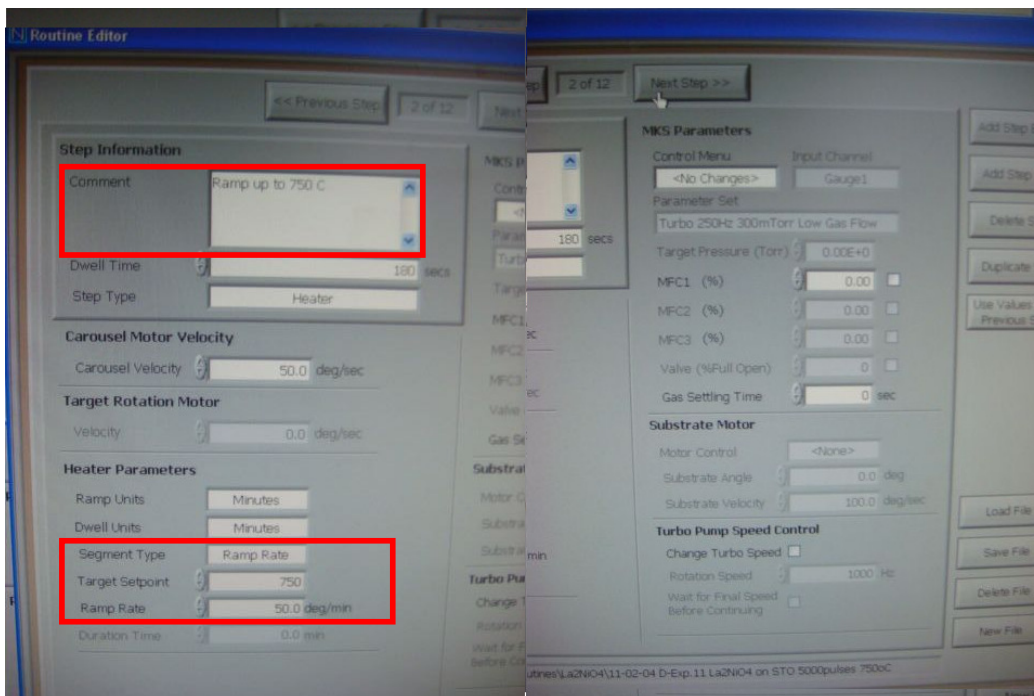 Routine Editor
<< Previous Step 2 of 12 Next
Step Information
Comment Ramp up to 750 C
Dwell Time 180 secs
Step Type Heater
Carousel Motor Velocity
Carousel Velocity 50.0 deg/sec
Target Rotation Motor
Velocity 0.0 deg/sec
Heater Parameters
Ramp Units Minutes
Dwell Units Minutes
Segment Type Ramp Rate
Target Setpoint 750
Ramp Rate 50.0 deg/min
Duration Time 0.0 min
2 of 12 Next Step >>
180 secs
MKS Parameters
Control Menu Input Channel
<No Changes> Gauge1
Parameter Set
Turbo 250Hz 300mTorr Low Gas Flow
Target Pressure (Torr) 0.00E+0
MFC1 (%) 0.00
MFC2 (%) 0.00
MFC3 (%) 0.00
Valve (%Full Open) 0
Gas Settling Time 0 sec
Substrate Motor
Motor Control <None>
Substrate Angle 0.0 deg
Substrate Velocity 100.0 deg/sec
min
Turbo Pump Speed Control
Change Turbo Speed
Rotation Speed 1000 Hz
Wait for Final Speed
Before Continuing
Add Step
Add Step
Delete S
Duplicate
Use Values
Previous S
Load File
Save File
Delete File
New File
utines\La2NiO4\11-02-04 D-Exp.11 La2NiO4 on STO 5000pulses 750oC